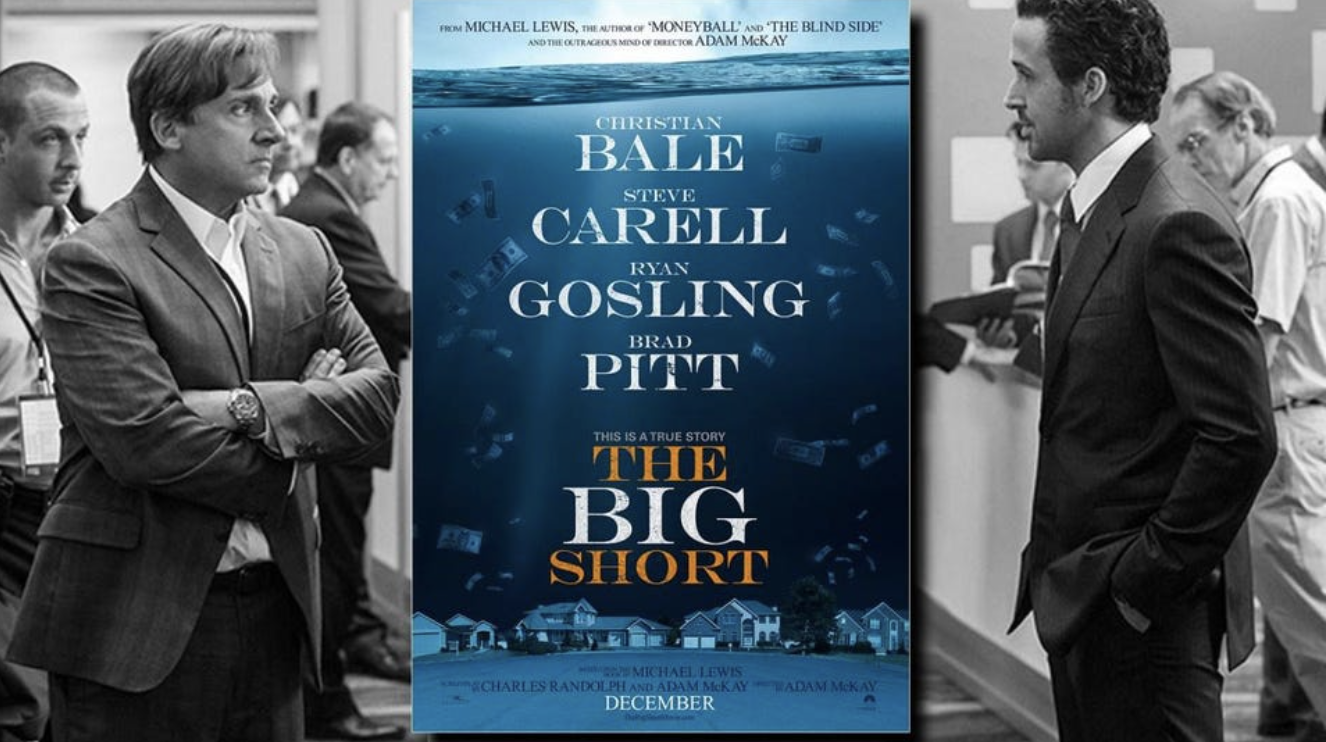 FROM MICHAEL LEWIS, THE AUTHOR OF 'MONEYBALL' AND 'THE BLIND SIDE'
AND THE OUTRAGEOUS MIND OF DIRECTOR ADAM McKAY
CHRISTIAN
BALE
STEVE
CARELL
RYAN
GOSLING
BRAD
PITT
THIS IS A TRUE STORY
THE
BIG
SHORT
MICHAEL LEWIS
BY CHARLES RANDOLPH AND ADAM McKAY ADAM McKAY
DECEMBER